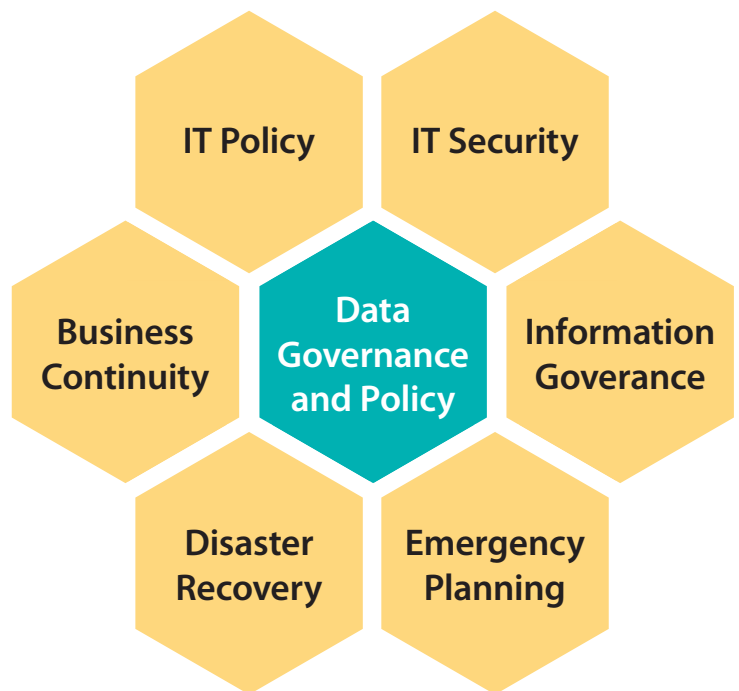 IT Policy
IT Security
Business
Continuity
Data
Governance
and Policy
Information
Goverance
Disaster
Recovery
Emergency
Planning